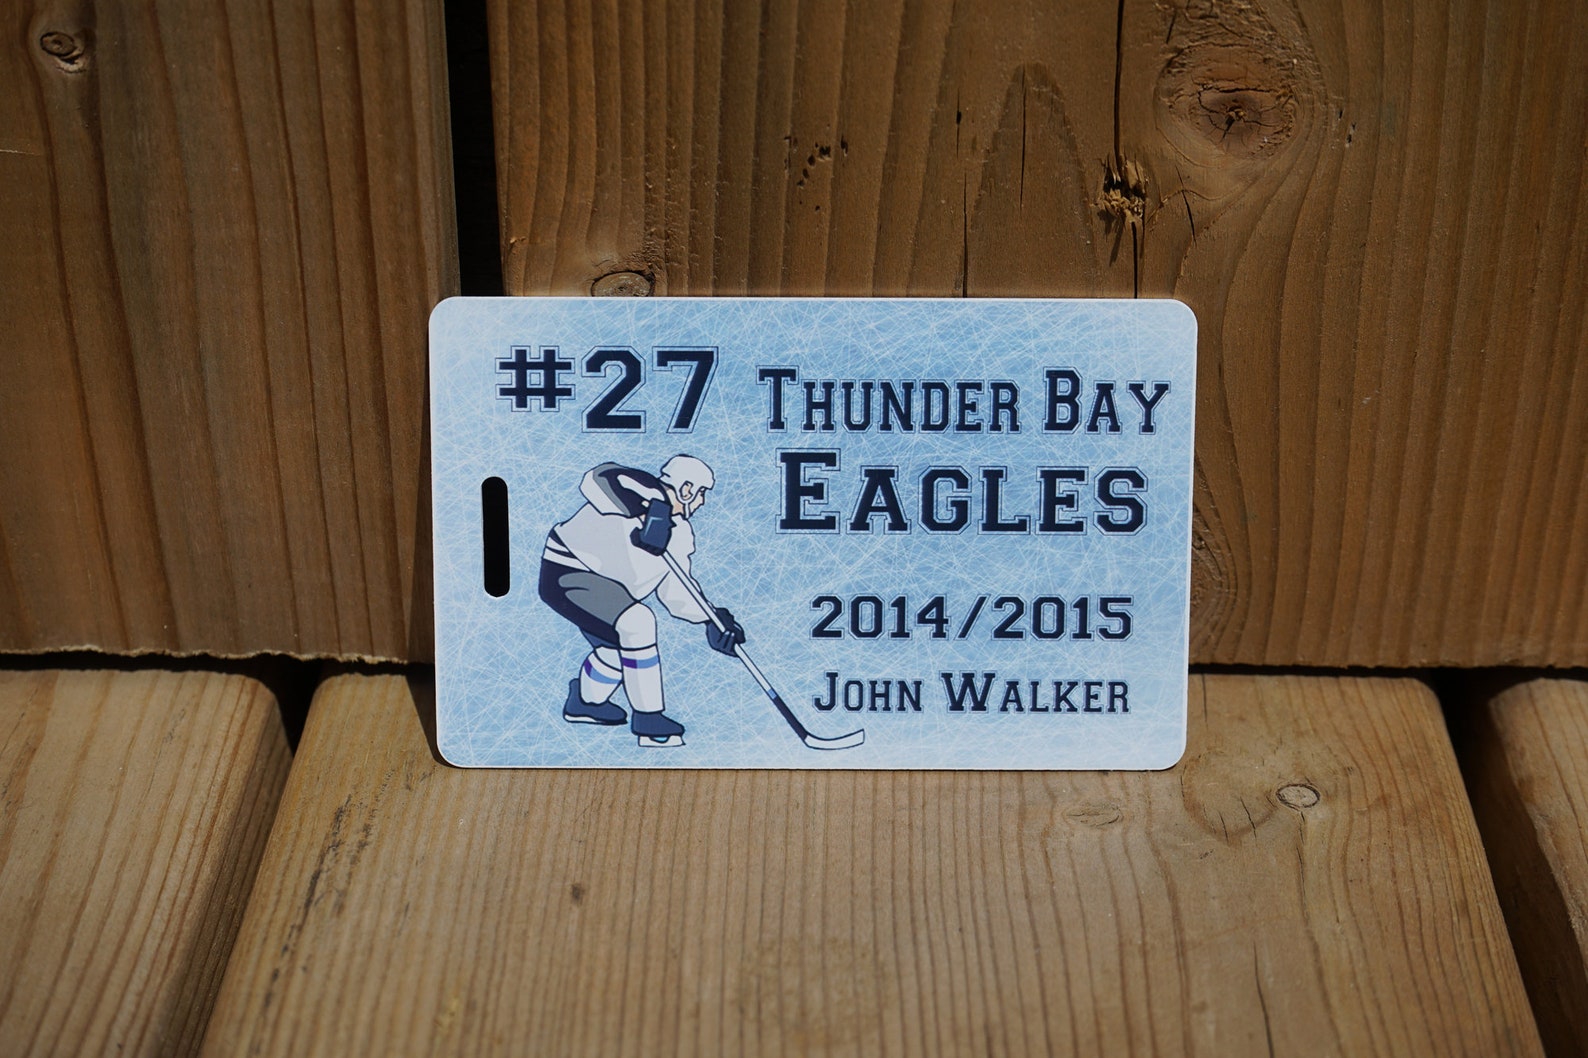 #27
THUNDER BAY
EAGLES
2014/2015
JOHN WALKER